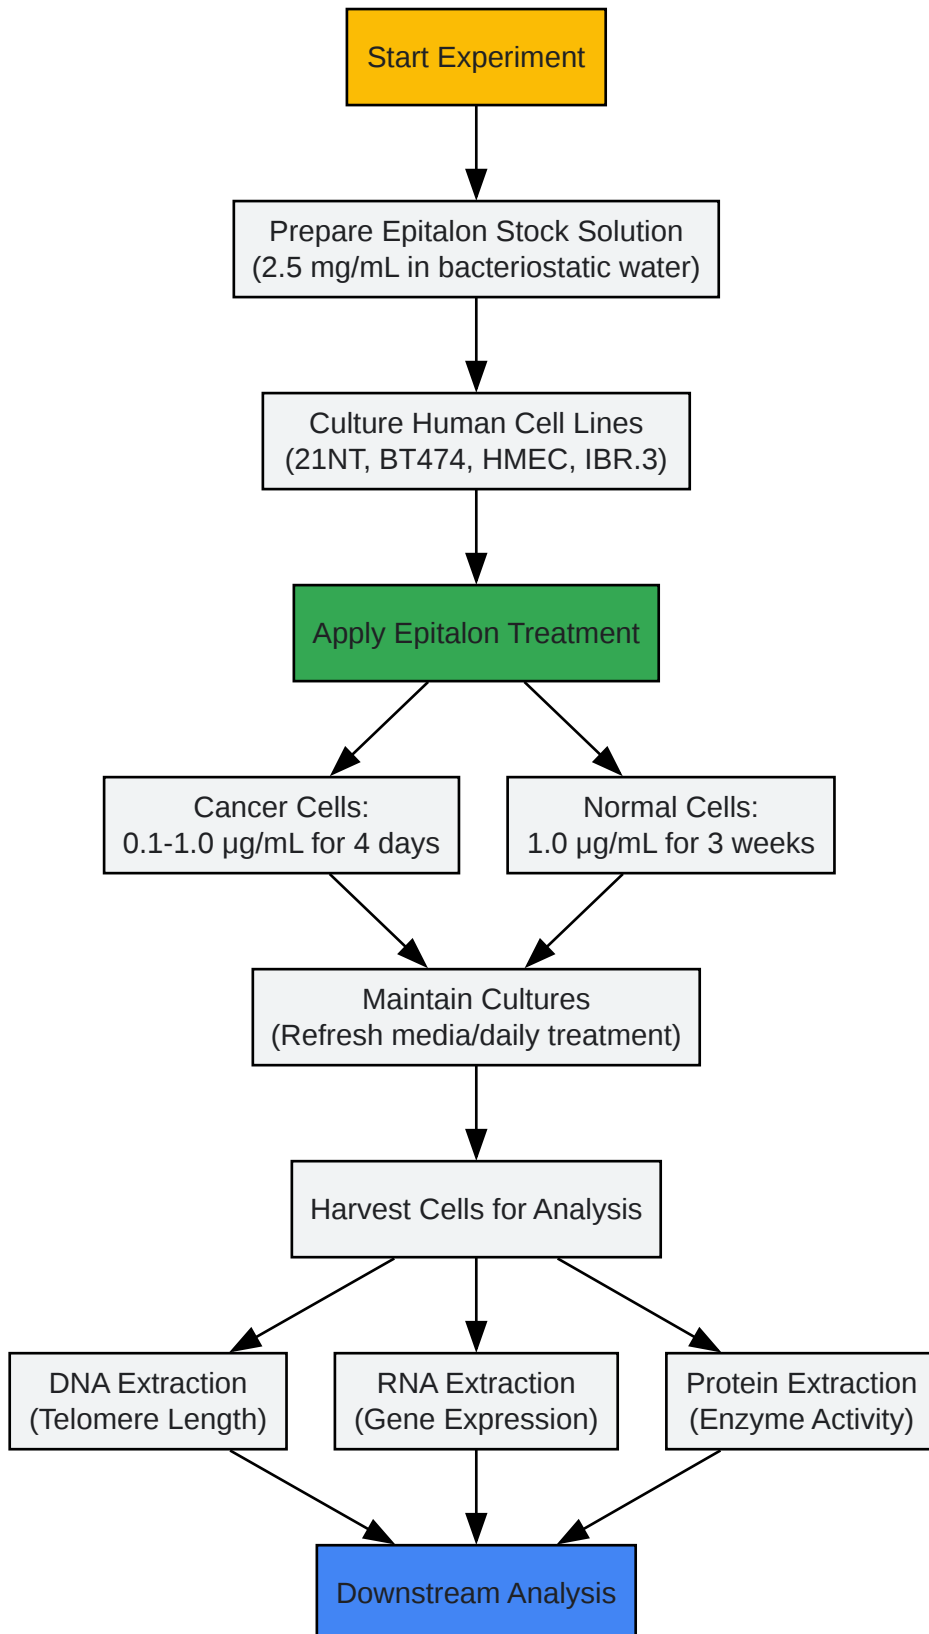 Start Experiment
Prepare Epitalon Stock Solution
(2.5 mg/mL in bacteriostatic water)
Culture Human Cell Lines
(21NT, BT474, HMEC, IBR.3)
Apply Epitalon Treatment
Cancer Cells:
0.1-1.0 μg/mL for 4 days
Normal Cells:
1.0 μg/mL for 3 weeks
Maintain Cultures
(Refresh media/daily treatment)
Harvest Cells for Analysis
DNA Extraction
(Telomere Length)
RNA Extraction
(Gene Expression)
Protein Extraction
(Enzyme Activity)
Downstream Analysis